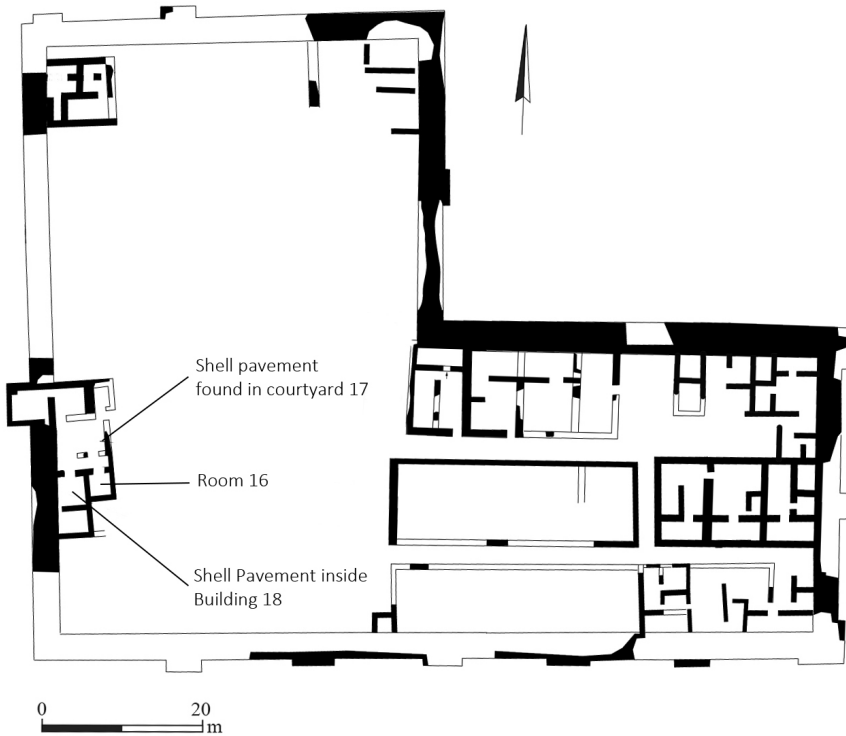 Shell pavement
found in courtyard 17
Room 16
Shell Pavement inside
Building 18
0 20
m